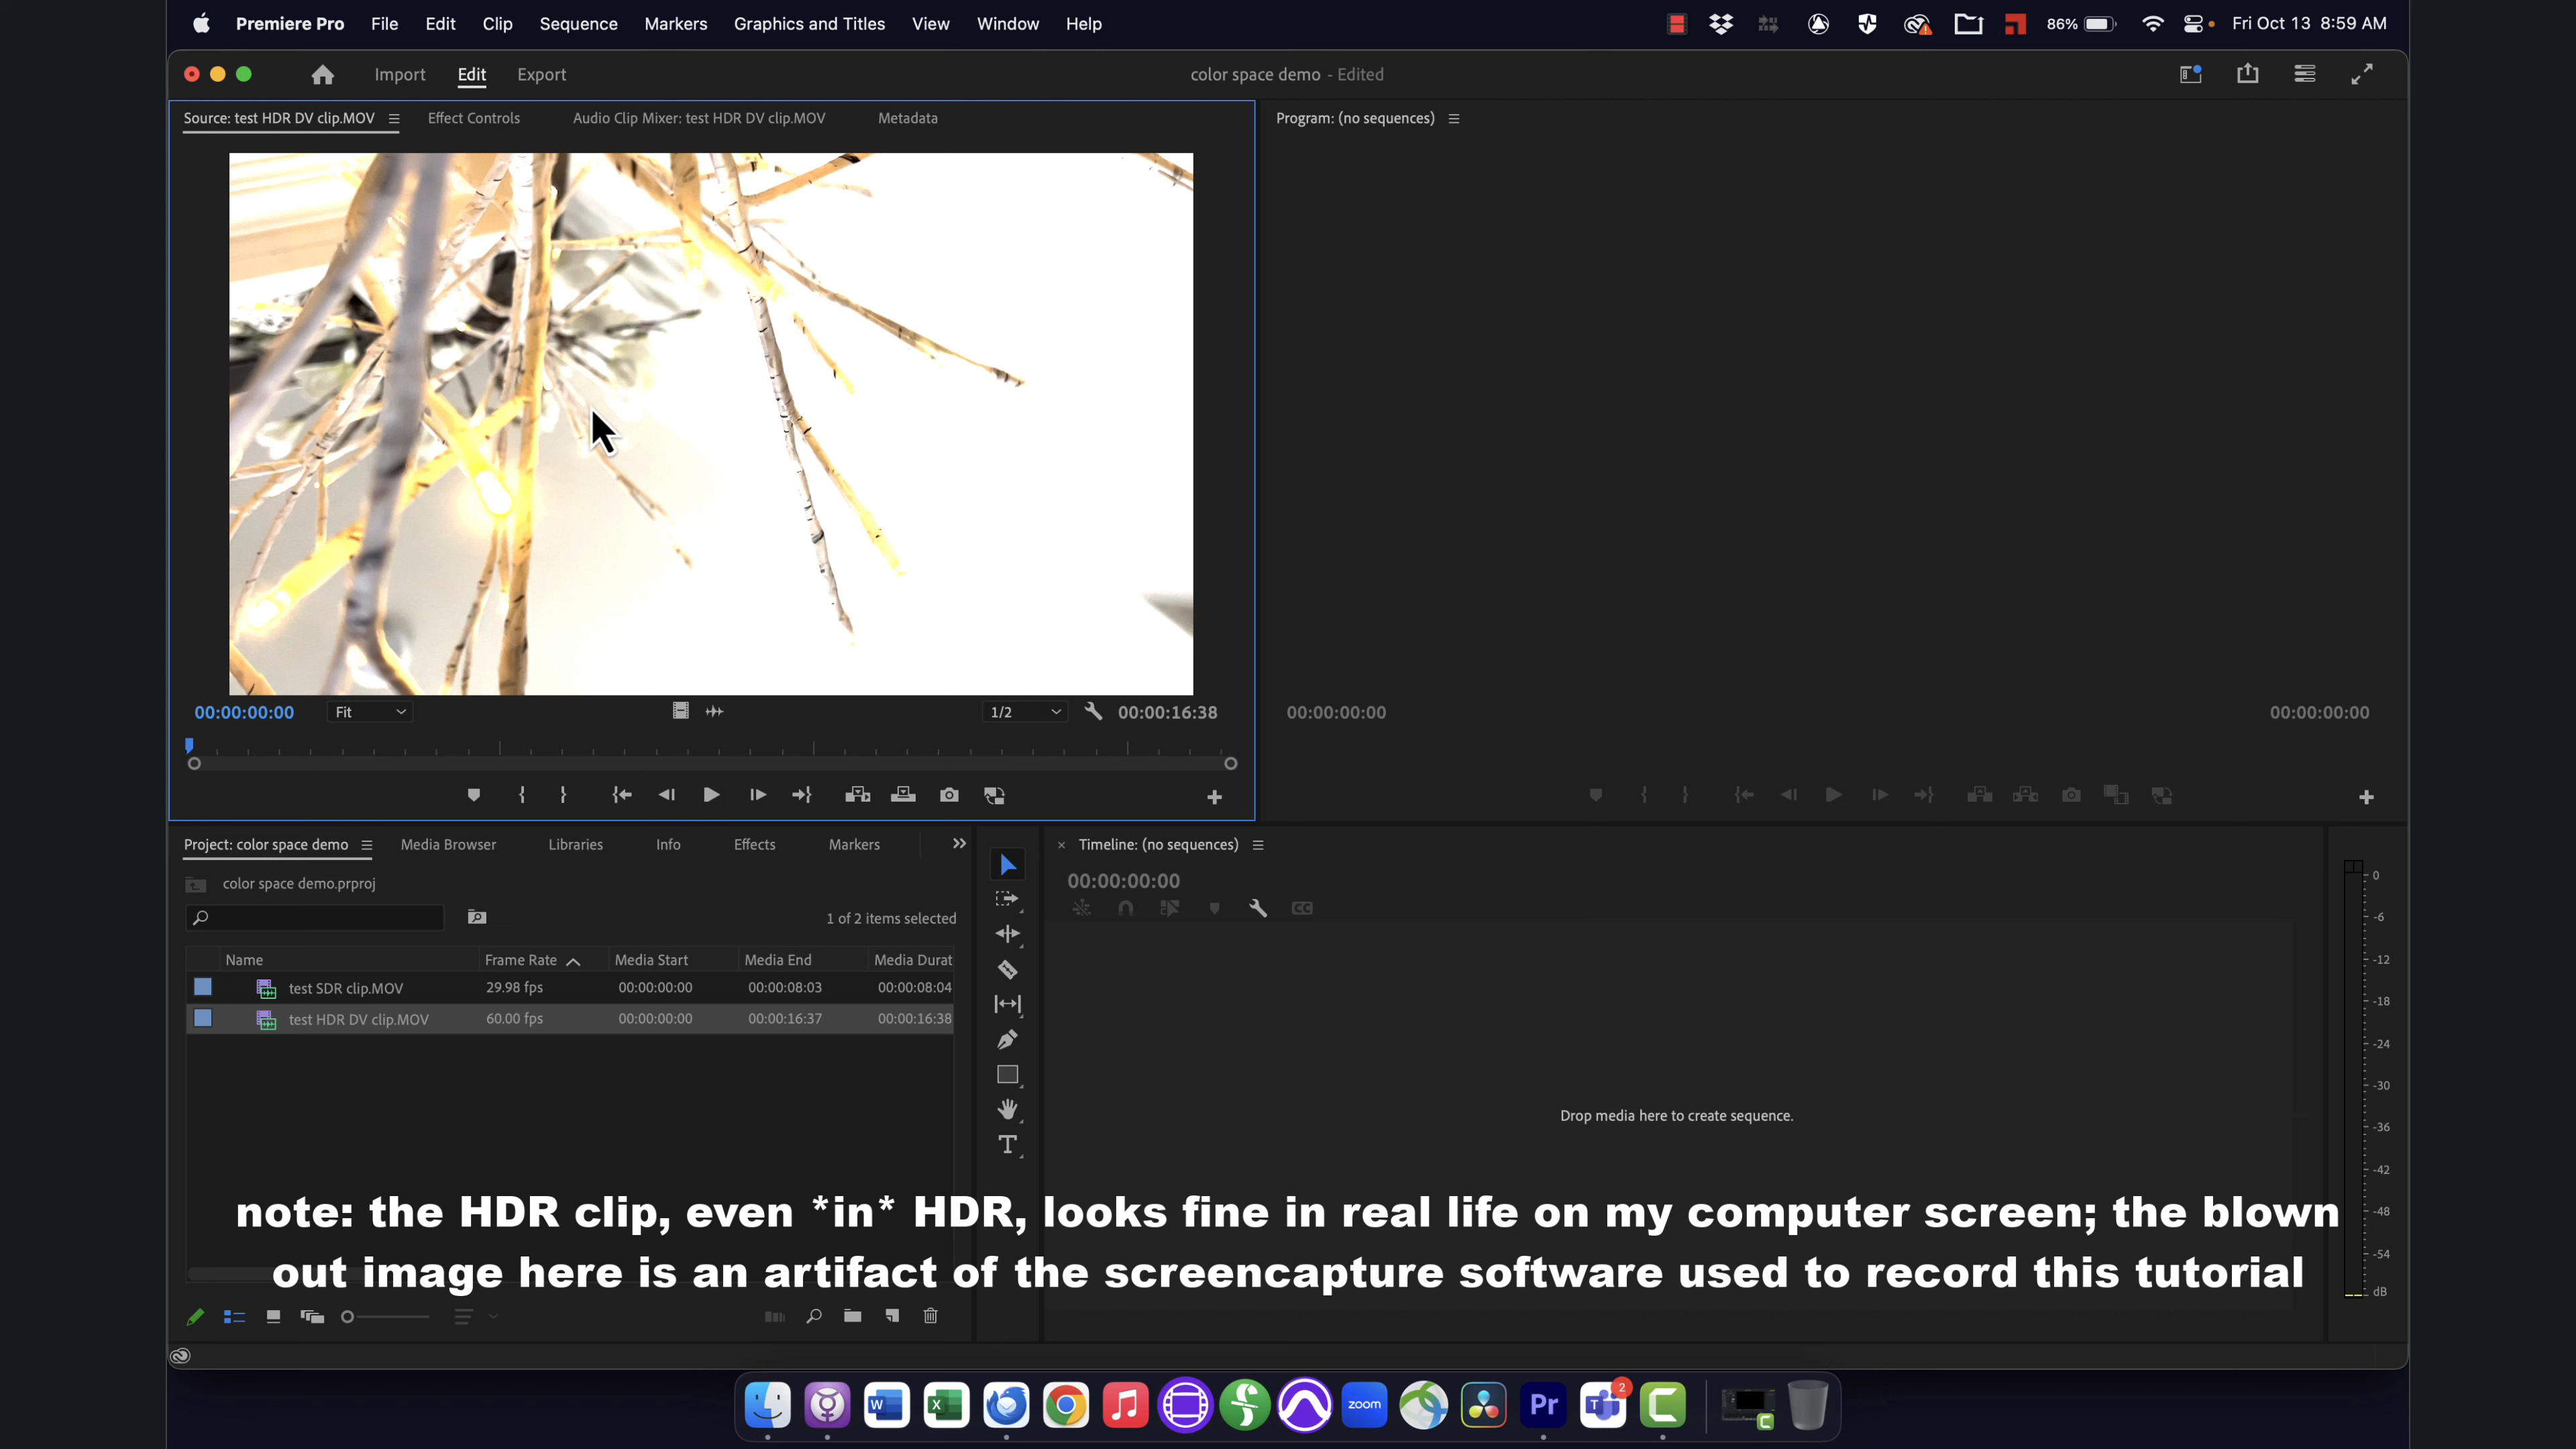 Premiere Pro File Edit Clip Sequence Markers Graphics and Titles View Window Help 86% Fri Oct 13 8:59 AM
Import Edit Export color space demo - Edited
Source: test HDR DV clip.MOV Effect Controls Audio Clip Mixer: test HDR DV clip.MOV Metadata Program: (no sequences)
00:00:00:00 Fit 1/2 00:00:16:38 00:00:00:00 00:00:00:00
Project: color space demo Media Browser Libraries Info Effects Markers Timeline: (no sequences)
00:00:00:00
color space demo.prproj
1 of 2 items selected
Name Frame Rate Media Start Media End Media Durat
test SDR clip.MOV 29.98 fps 00:00:00:00 00:00:08:03 00:00:08:04
test HDR DV clip.MOV 60.00 fps 00:00:00:00 00:00:16:37 00:00:16:38
Drop media here to create sequence.
0
-6
-12
-18
-24
-30
-36
-42
-48
-54
dB
note: the HDR clip, even *in* HDR, looks fine in real life on my computer screen; the blown
out image here is an artifact of the screencapture software used to record this tutorial
W X zoom Pr T 2 C